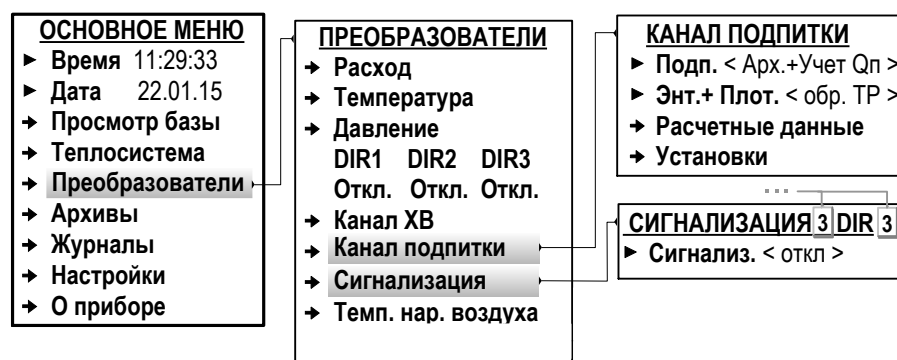 ОСНОВНОЕ МЕНЮ
Время 11:29:33
Дата 22.01.15
Просмотр базы
Теплосистема
Преобразователи
Архивы
Журналы
Настройки
О приборе
ПРЕОБРАЗОВАТЕЛИ
Расход
Температура
Давление
DIR1 DIR2 DIR3
Откл. Откл. Откл.
Канал ХВ
Канал подпитки
Сигнализация
Темп. нар. воздуха
КАНАЛ ПОДПИТКИ
Подп. < Арх.+Учет Qп >
Энт.+ Плот. < обр. ТР >
Расчетные данные
Установки
...
СИГНАЛИЗАЦИЯ 3 DIR 3
Сигнализ. < откл >